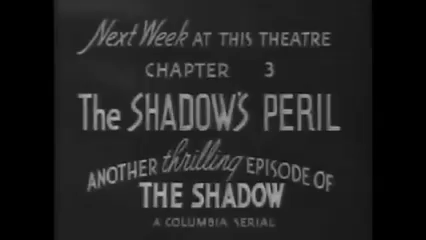 Next Week AT THIS THEATRE
CHAPTER 3
The SHADOW'S PERIL
ANOTHER thrilling EPISODE OF
THE SHADOW
A COLUMBIA SERIAL